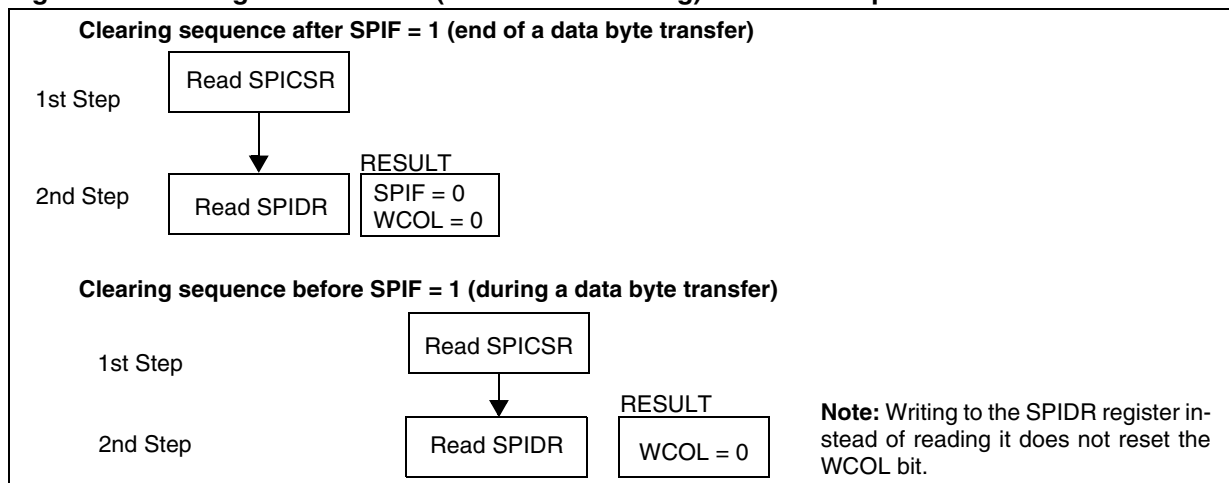 Clearing sequence after SPIF = 1 (end of a data byte transfer)
1st Step
Read SPICSR
RESULT
2nd Step
Read SPIDR
SPIF = 0
WCOL = 0
Clearing sequence before SPIF = 1 (during a data byte transfer)
1st Step
Read SPICSR
RESULT
2nd Step
Read SPIDR
WCOL = 0
Note: Writing to the SPIDR register in-
stead of reading it does not reset the
WCOL bit.